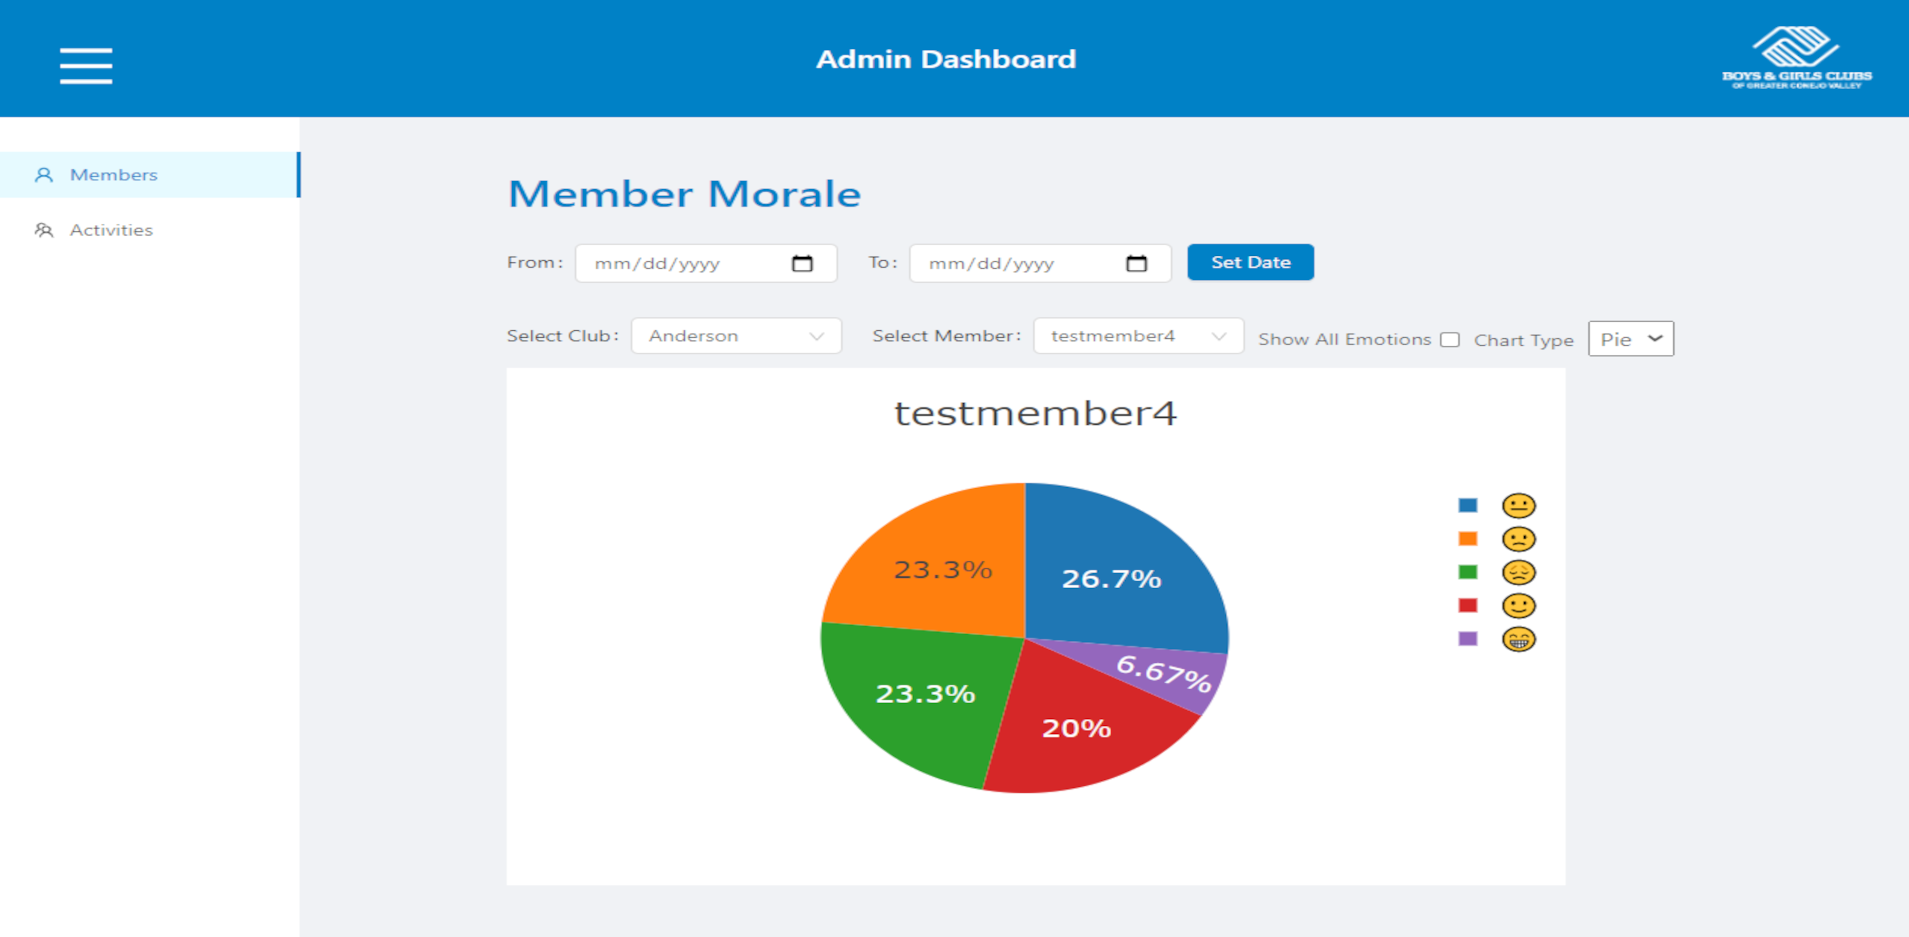 Admin Dashboard
BOYS & GIRLS CLUBS
OF GREATER CONEJO VALLEY
Members
Activities
Member Morale
From: mm/dd/yyyy To: mm/dd/yyyy Set Date
Select Club: Anderson Select Member: testmember4 Show All Emotions Chart Type Pie
testmember4
23.3%
26.7%
6.67%
23.3%
20%